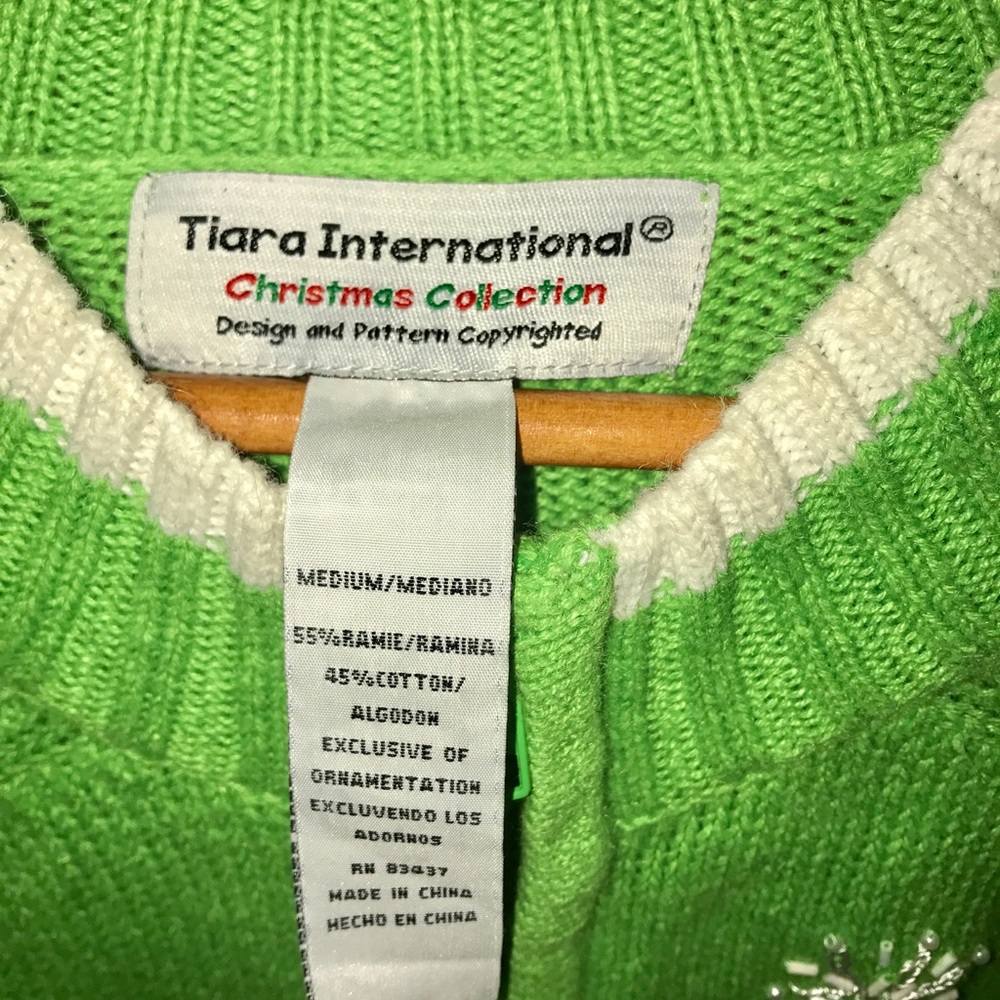 Tiara International®
Christmas Collection
Design and Pattern Copyrighted
MEDIUM/MEDIANO
55%RAMIE/RAMINA
45%COTTON/
ALGODON
EXCLUSIVE OF
ORNAMENTATION
EXCLUVENDO LOS
ADORNOS
RN 83437
MADE IN CHINA
HECHO EN CHINA